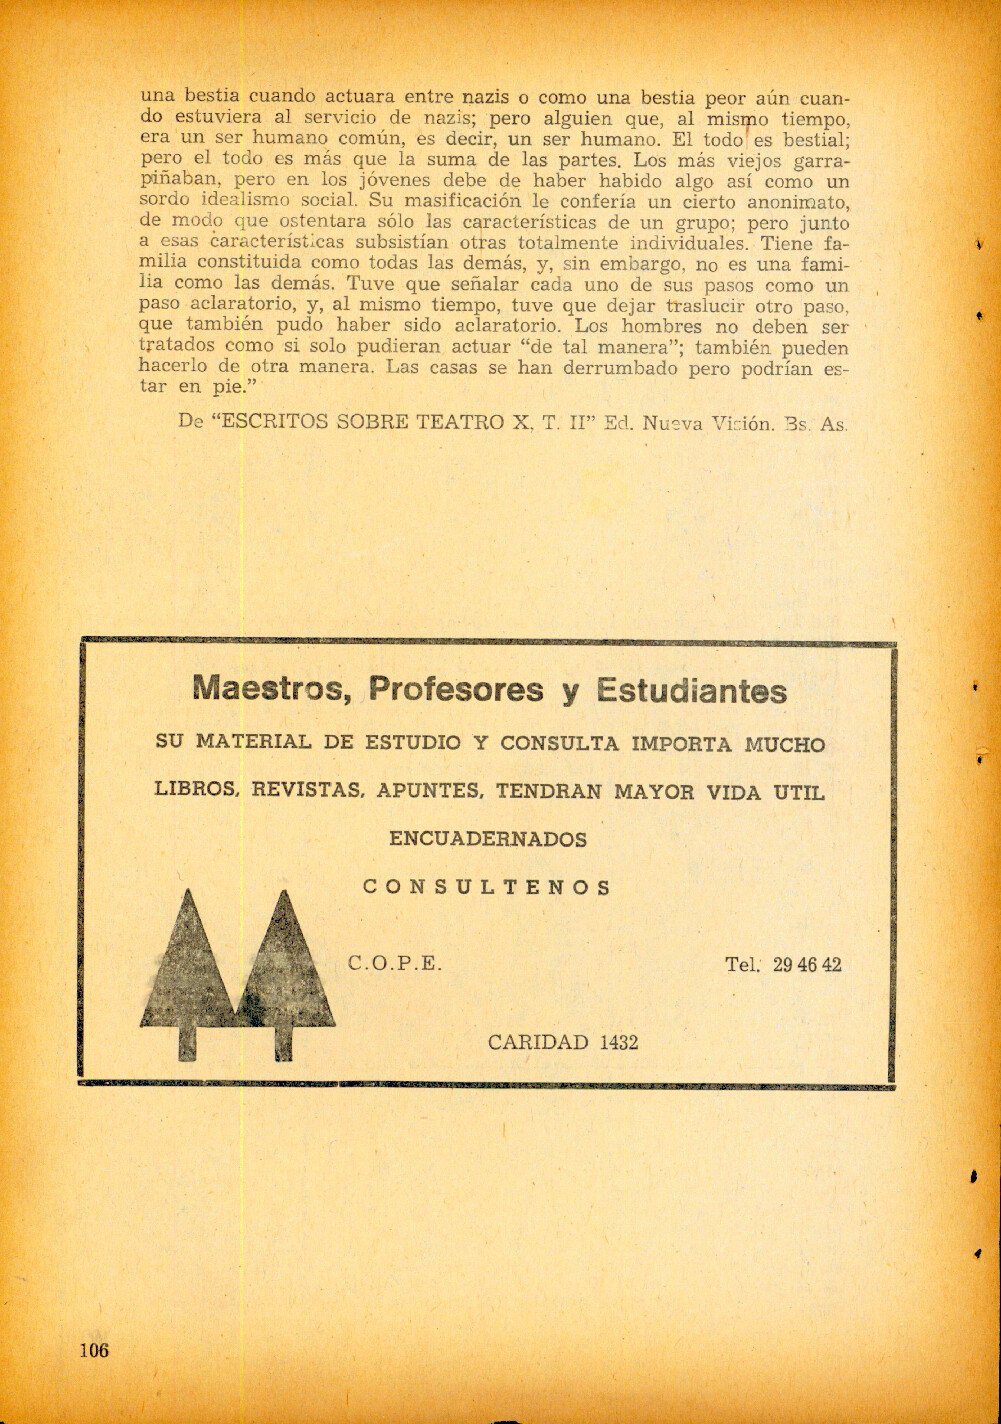 una bestia cuando actuara entre nazis o como una bestia peor aún cuan-
do estuviera al servicio de nazis; pero alguien que, al mismo tiempo,
era un ser humano común, es decir, un ser humano. El todo es bestial;
pero el todo es más que la suma de las partes. Los más viejos garra-
piñaban, pero en los jóvenes debe de haber habido algo así como un
sordo idealismo social. Su masificación le confería un cierto anonimato,
de modo que ostentara sólo las características de un grupo; pero junto
a esas características subsistían otras totalmente individuales. Tiene fa-
milia constituida como todas las demás, y, sin embargo, no es una fami-
lia como las demás. Tuve que señalar cada uno de sus pasos como un
paso aclaratorio, y, al mismo tiempo, tuve que dejar traslucir otro paso,
que también pudo haber sido aclaratorio. Los hombres no deben ser
tratados como si solo pudieran actuar “de tal manera”; también pueden
hacerlo de otra manera. Las casas se han derrumbado pero podrían es-
tar en pie.”
De “ESCRITOS SOBRE TEATRO X, T. II” Ed. Nueva Visión. Bs. As.
Maestros, Profesores y Estudiantes
SU MATERIAL DE ESTUDIO Y CONSULTA IMPORTA MUCHO
LIBROS, REVISTAS, APUNTES, TENDRAN MAYOR VIDA UTIL
ENCUADERNADOS
CONSULTENOS
C.O.P.E. Tel. 29 46 42
CARIDAD 1432
106